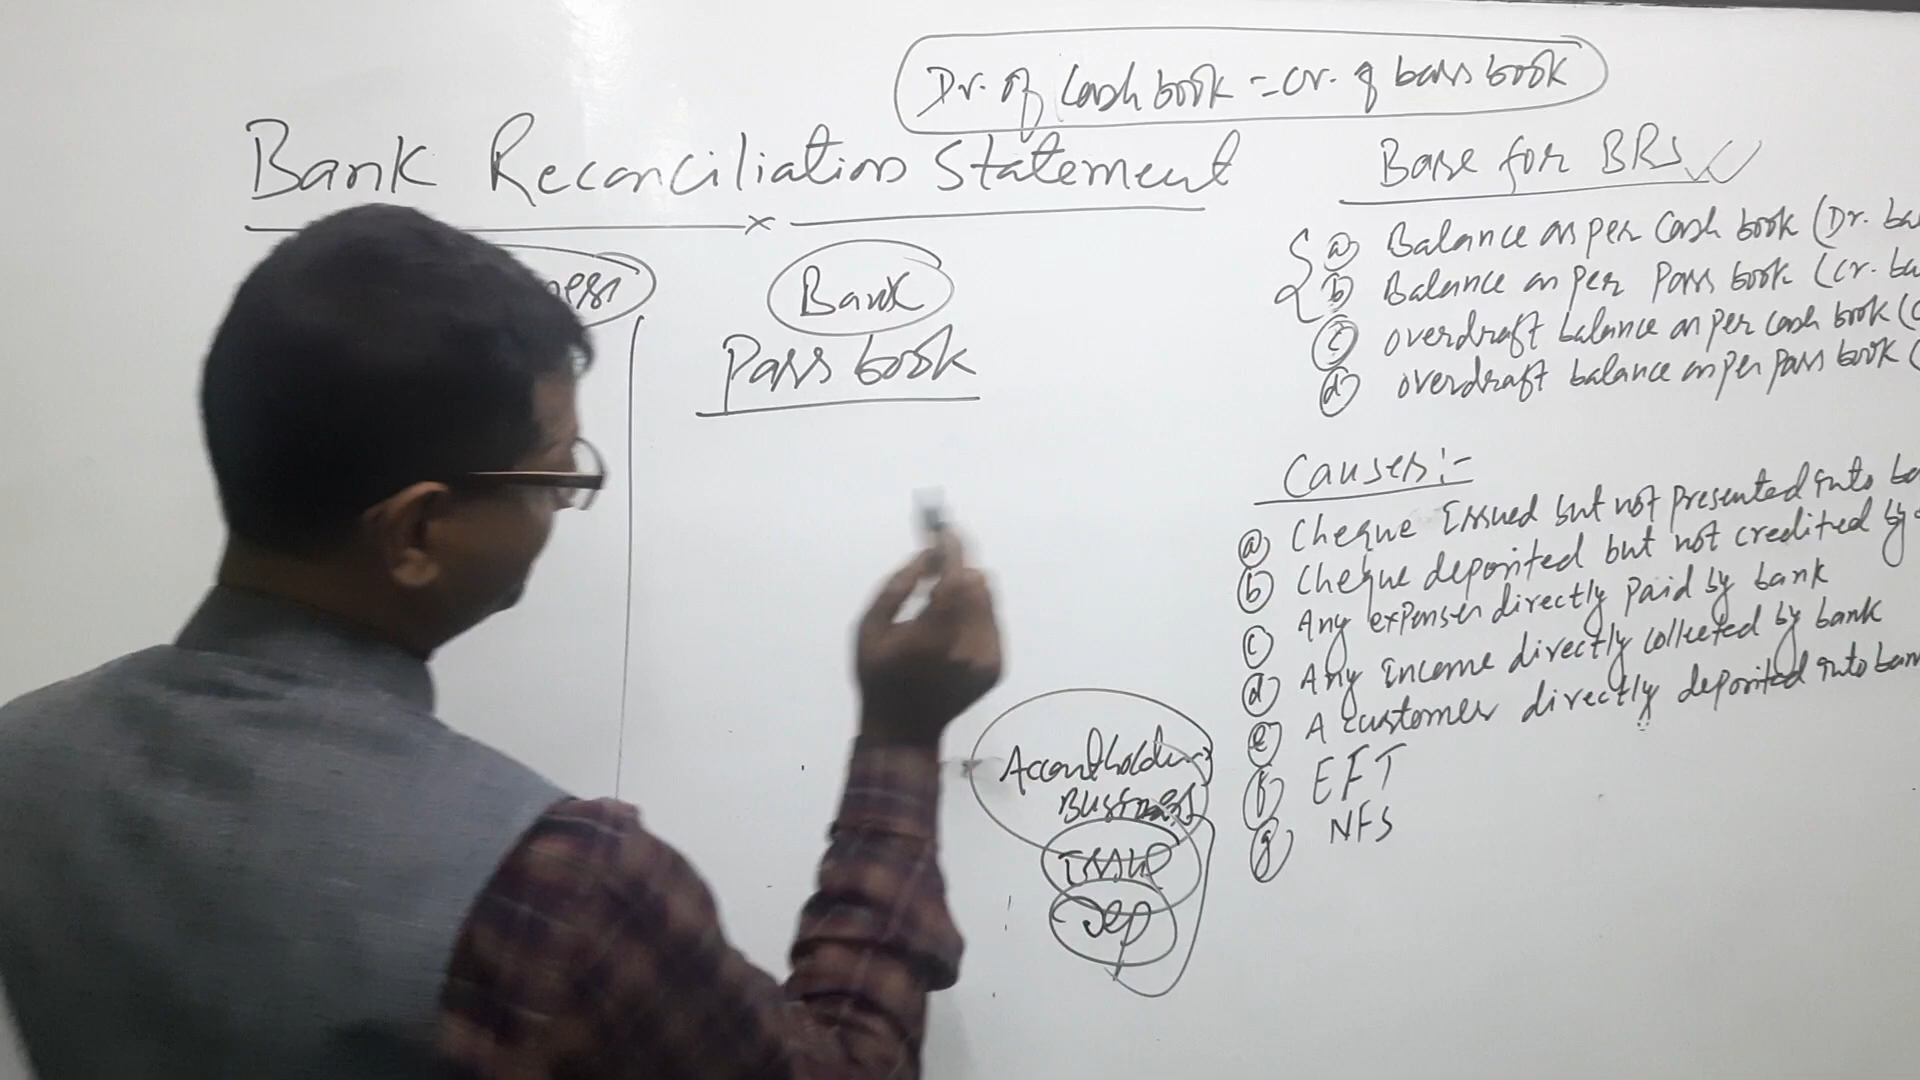 Dr. of Cash book = cr. of pass book
Bank Reconciliation Statement
Base for BRS
Bank
Pass book
a) Balance as per Cash book (Dr.
b) Balance as per Pass book (cr.
c) overdraft balance as per cash book (
d) overdraft balance as per pass book (
Causes:-
a) Cheque Issued but not presented into
b) Cheque deposited but not credited by
c) Any expenses directly paid by bank
d) Any Income directly collected by bank
e) A customer directly deposited into
f) EFT
g) NFS
Accountholder
Business
Issue
Dep